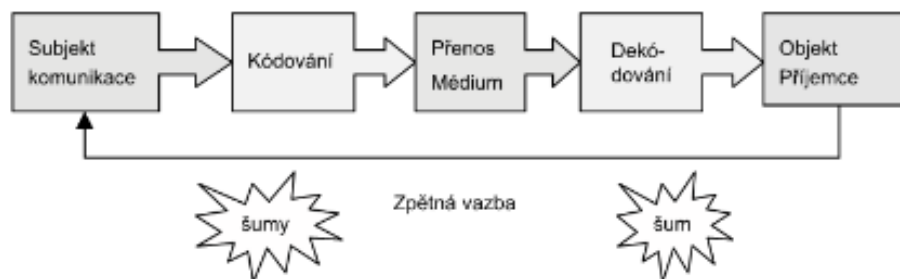 Subjekt
komunikace
Kódování
Přenos
Médium
Dekó-
dování
Objekt
Příjemce
Zpětná vazba
šumy
šum